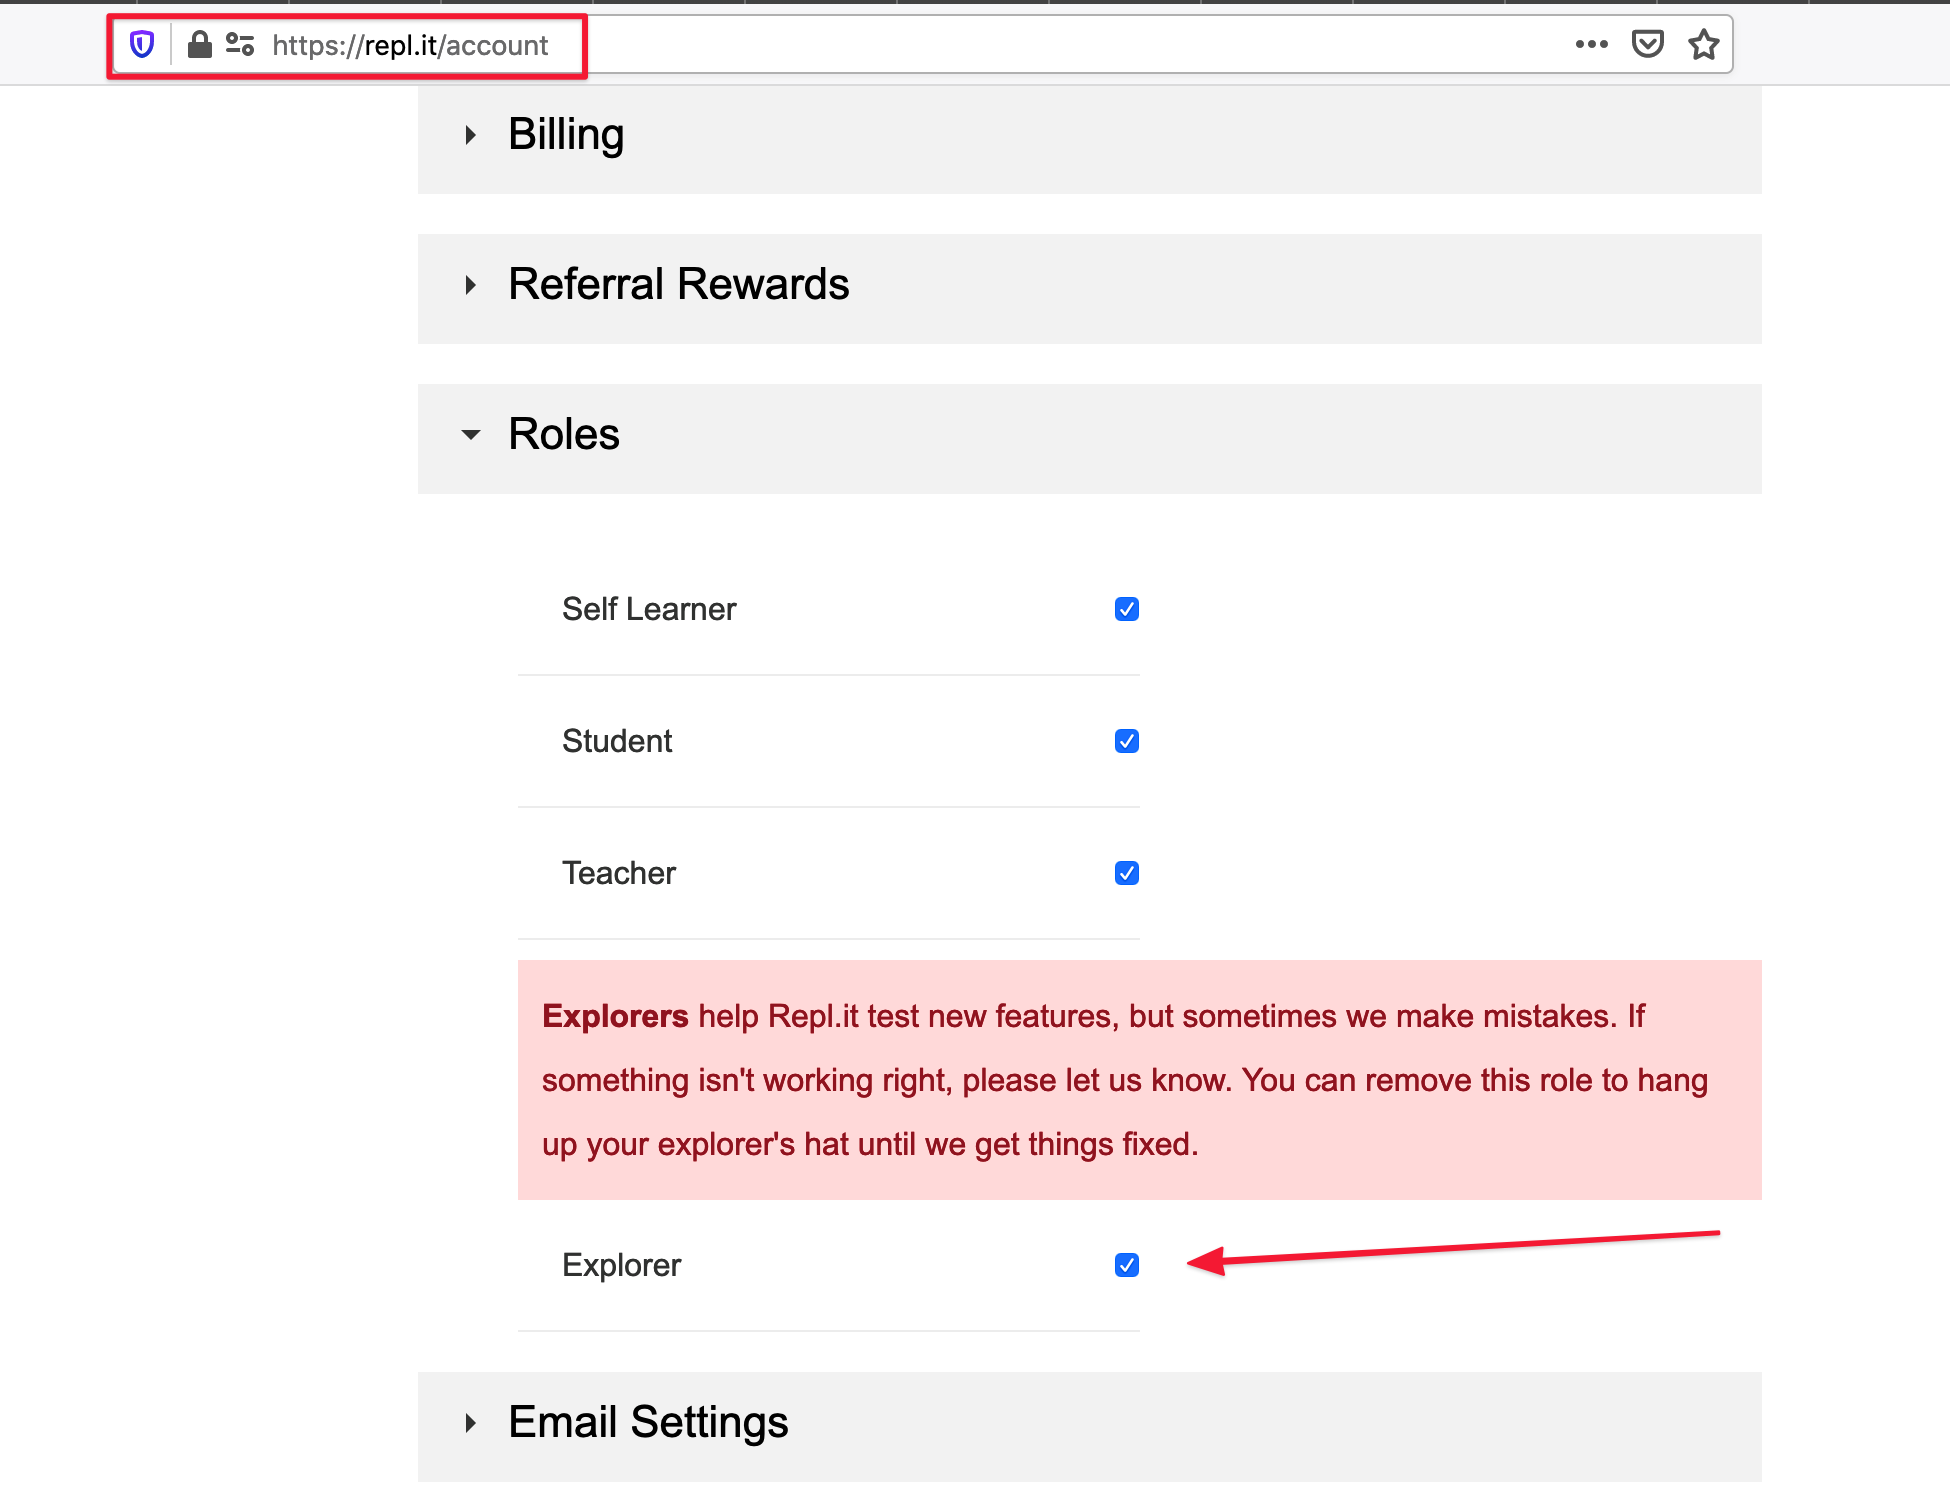 https://repl.it/account
Billing
Referral Rewards
Roles
Self Learner
Student
Teacher
Explorers help Repl.it test new features, but sometimes we make mistakes. If
something isn't working right, please let us know. You can remove this role to hang
up your explorer's hat until we get things fixed.
Explorer
Email Settings